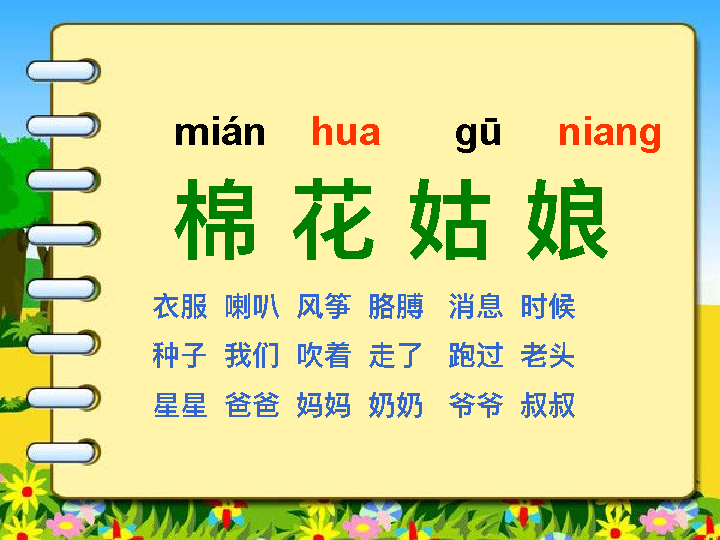 mián hua gū niang
棉花姑娘
衣服 喇叭 风筝 胳膊 消息 时候
种子 我们 吹着 走了 跑过 老头
星星 爸爸 妈妈 奶奶 爷爷 叔叔